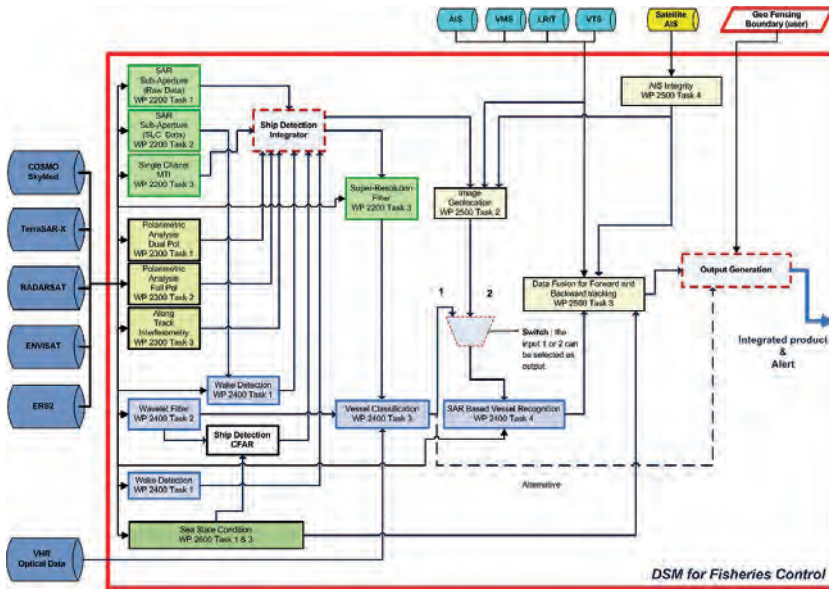 AIS
VMS
LRIT
VTS
Satellite
AIS
Geo Fencing
Boundary (user)
SAR
Sub-Aperture
(Raw Data)
WP 2200 Task 1
SAR
Sub-Aperture
(SLC Data)
WP 2200 Task 2
Single Channel
MTI
WP 2200 Task 3
Ship Detection
Integrator
AIS Integrity
WP 2500 Task 4
COSMO
SkyMed
TerraSAR-X
RADARSAT
ENVISAT
ERS2
VHR
Optical Data
Super-Resolution
Filter
WP 2200 Task 3
Image
Geolocation
WP 2500 Task 2
Polarimetric
Analysis
Dual Pol
WP 2300 Task 1
Polarimetric
Analysis
Full Pol
WP 2300 Task 2
Along
Track
Interferometry
WP 2300 Task 3
Data Fusion for Forward and
Backward tracking
WP 2500 Task 3
Output Generation
1
2
Switch : the
input 1 or 2 can
be selected as
output
Integrated product
&
Alert
Wake Detection
WP 2400 Task 1
Wavelet Filter
WP 2400 Task 2
Ship Detection
CFAR
Vessel Classification
WP 2400 Task 3
SAR Based Vessel Recognition
WP 2400 Task 4
Alternative
Wake Detection
WP 2400 Task 1
Sea State Condition
WP 2600 Task 1 & 3
DSM for Fisheries Control